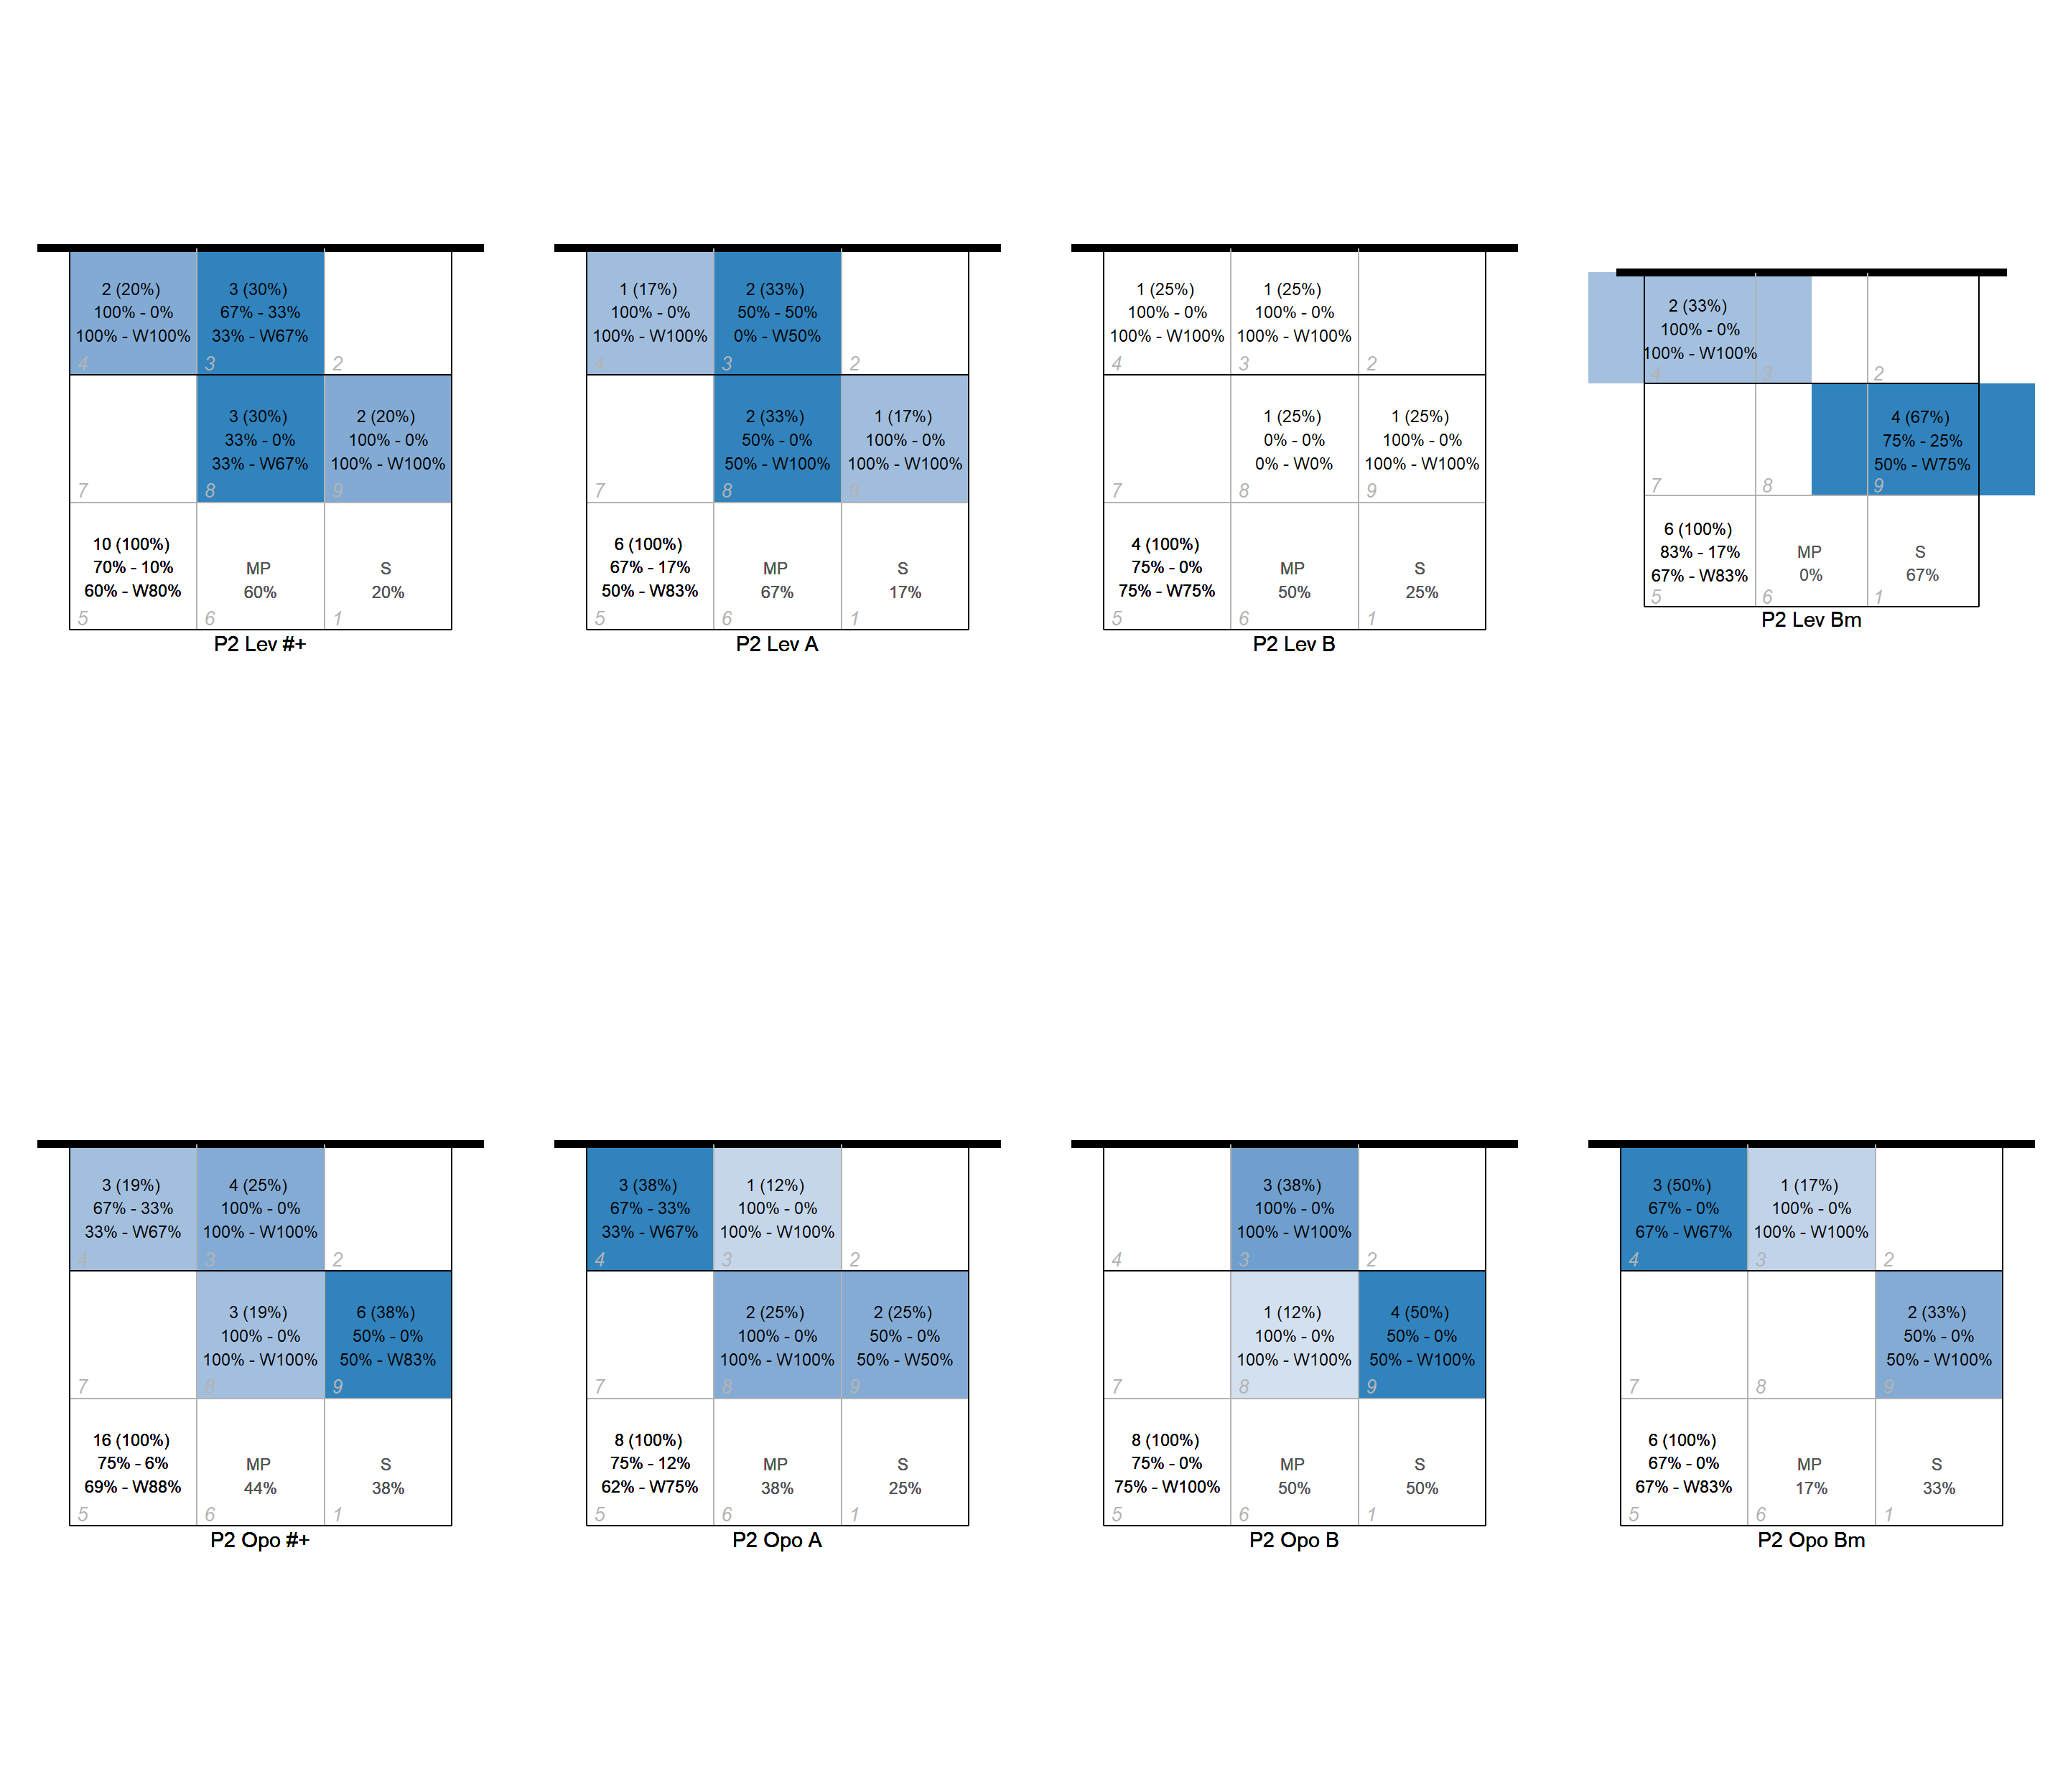 2 (20%)
100% - 0%
100% - W100%
4
3 (30%)
67% - 33%
33% - W67%
3
2
7
3 (30%)
33% - 0%
33% - W67%
8
2 (20%)
100% - 0%
100% - W100%
9
10 (100%)
70% - 10%
60% - W80%
5
MP
60%
6
S
20%
1
P2 Lev #+
1 (17%)
100% - 0%
100% - W100%
4
2 (33%)
50% - 50%
0% - W50%
3
2
7
2 (33%)
50% - 0%
50% - W100%
8
1 (17%)
100% - 0%
100% - W100%
9
6 (100%)
67% - 17%
50% - W83%
5
MP
67%
6
S
17%
1
P2 Lev A
1 (25%)
100% - 0%
100% - W100%
4
1 (25%)
100% - 0%
100% - W100%
3
2
7
1 (25%)
0% - 0%
0% - W0%
8
1 (25%)
100% - 0%
100% - W100%
9
4 (100%)
75% - 0%
75% - W75%
5
MP
50%
6
S
25%
1
P2 Lev B
2 (33%)
100% - 0%
100% - W100%
4
3
2
7
8
4 (67%)
75% - 25%
50% - W75%
9
6 (100%)
83% - 17%
67% - W83%
5
MP
0%
6
S
67%
1
P2 Lev Bm
3 (19%)
67% - 33%
33% - W67%
4
4 (25%)
100% - 0%
100% - W100%
3
2
7
3 (19%)
100% - 0%
100% - W100%
8
6 (38%)
50% - 0%
50% - W83%
9
16 (100%)
75% - 6%
69% - W88%
5
MP
44%
6
S
38%
1
P2 Opo #+
3 (38%)
67% - 33%
33% - W67%
4
1 (12%)
100% - 0%
100% - W100%
3
2
7
2 (25%)
100% - 0%
100% - W100%
8
2 (25%)
50% - 0%
50% - W50%
9
8 (100%)
75% - 12%
62% - W75%
5
MP
38%
6
S
25%
1
P2 Opo A
4
3 (38%)
100% - 0%
100% - W100%
3
2
7
1 (12%)
100% - 0%
100% - W100%
8
4 (50%)
50% - 0%
50% - W100%
9
8 (100%)
75% - 0%
75% - W100%
5
MP
50%
6
S
50%
1
P2 Opo B
3 (50%)
67% - 0%
67% - W67%
4
1 (17%)
100% - 0%
100% - W100%
3
2
7
8
2 (33%)
50% - 0%
50% - W100%
9
6 (100%)
67% - 0%
67% - W83%
5
MP
17%
6
S
33%
1
P2 Opo Bm